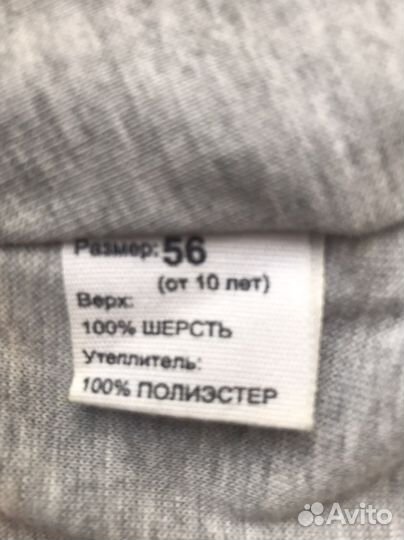 Размер: 56
(от 10 лет)
Верх:
100% ШЕРСТЬ
Утеплитель:
100% ПОЛИЭСТЕР
Avito